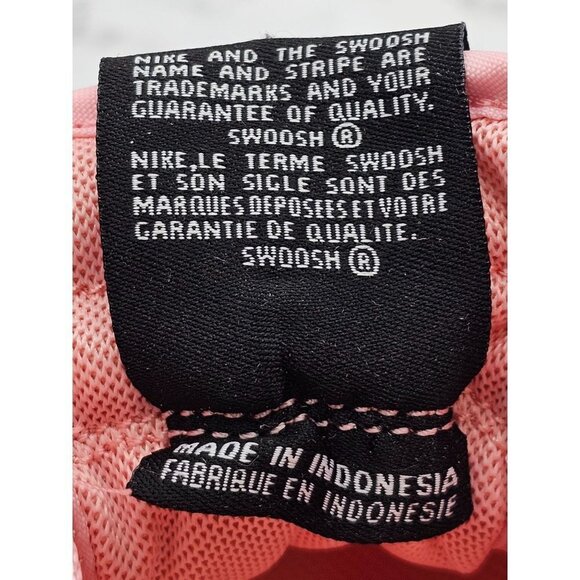 NIKE AND THE SWOOSH
NAME AND STRIPE ARE
TRADEMARKS AND YOUR
GUARANTEE OF QUALITY.
SWOOSH ®
NIKE, LE TERME SWOOSH
ET SON SIGLE SONT DES
MARQUES DEPOSEES ET VOTRE
GARANTIE DE QUALITE.
SWOOSH ®
MADE IN INDONESIA
FABRIQUE EN INDONESIE